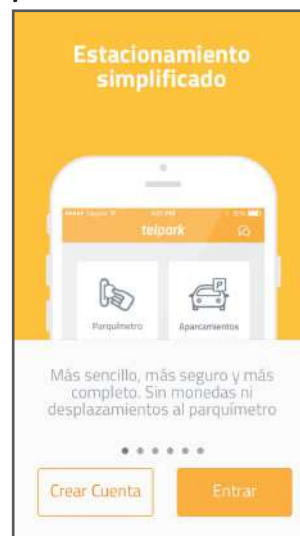 Estacionamiento
simplificado
telpark
Parquímetro
Aparcamientos
Más sencillo, más seguro y más
completo. Sin monedas ni
desplazamientos al parquímetro
Crear Cuenta
Entrar